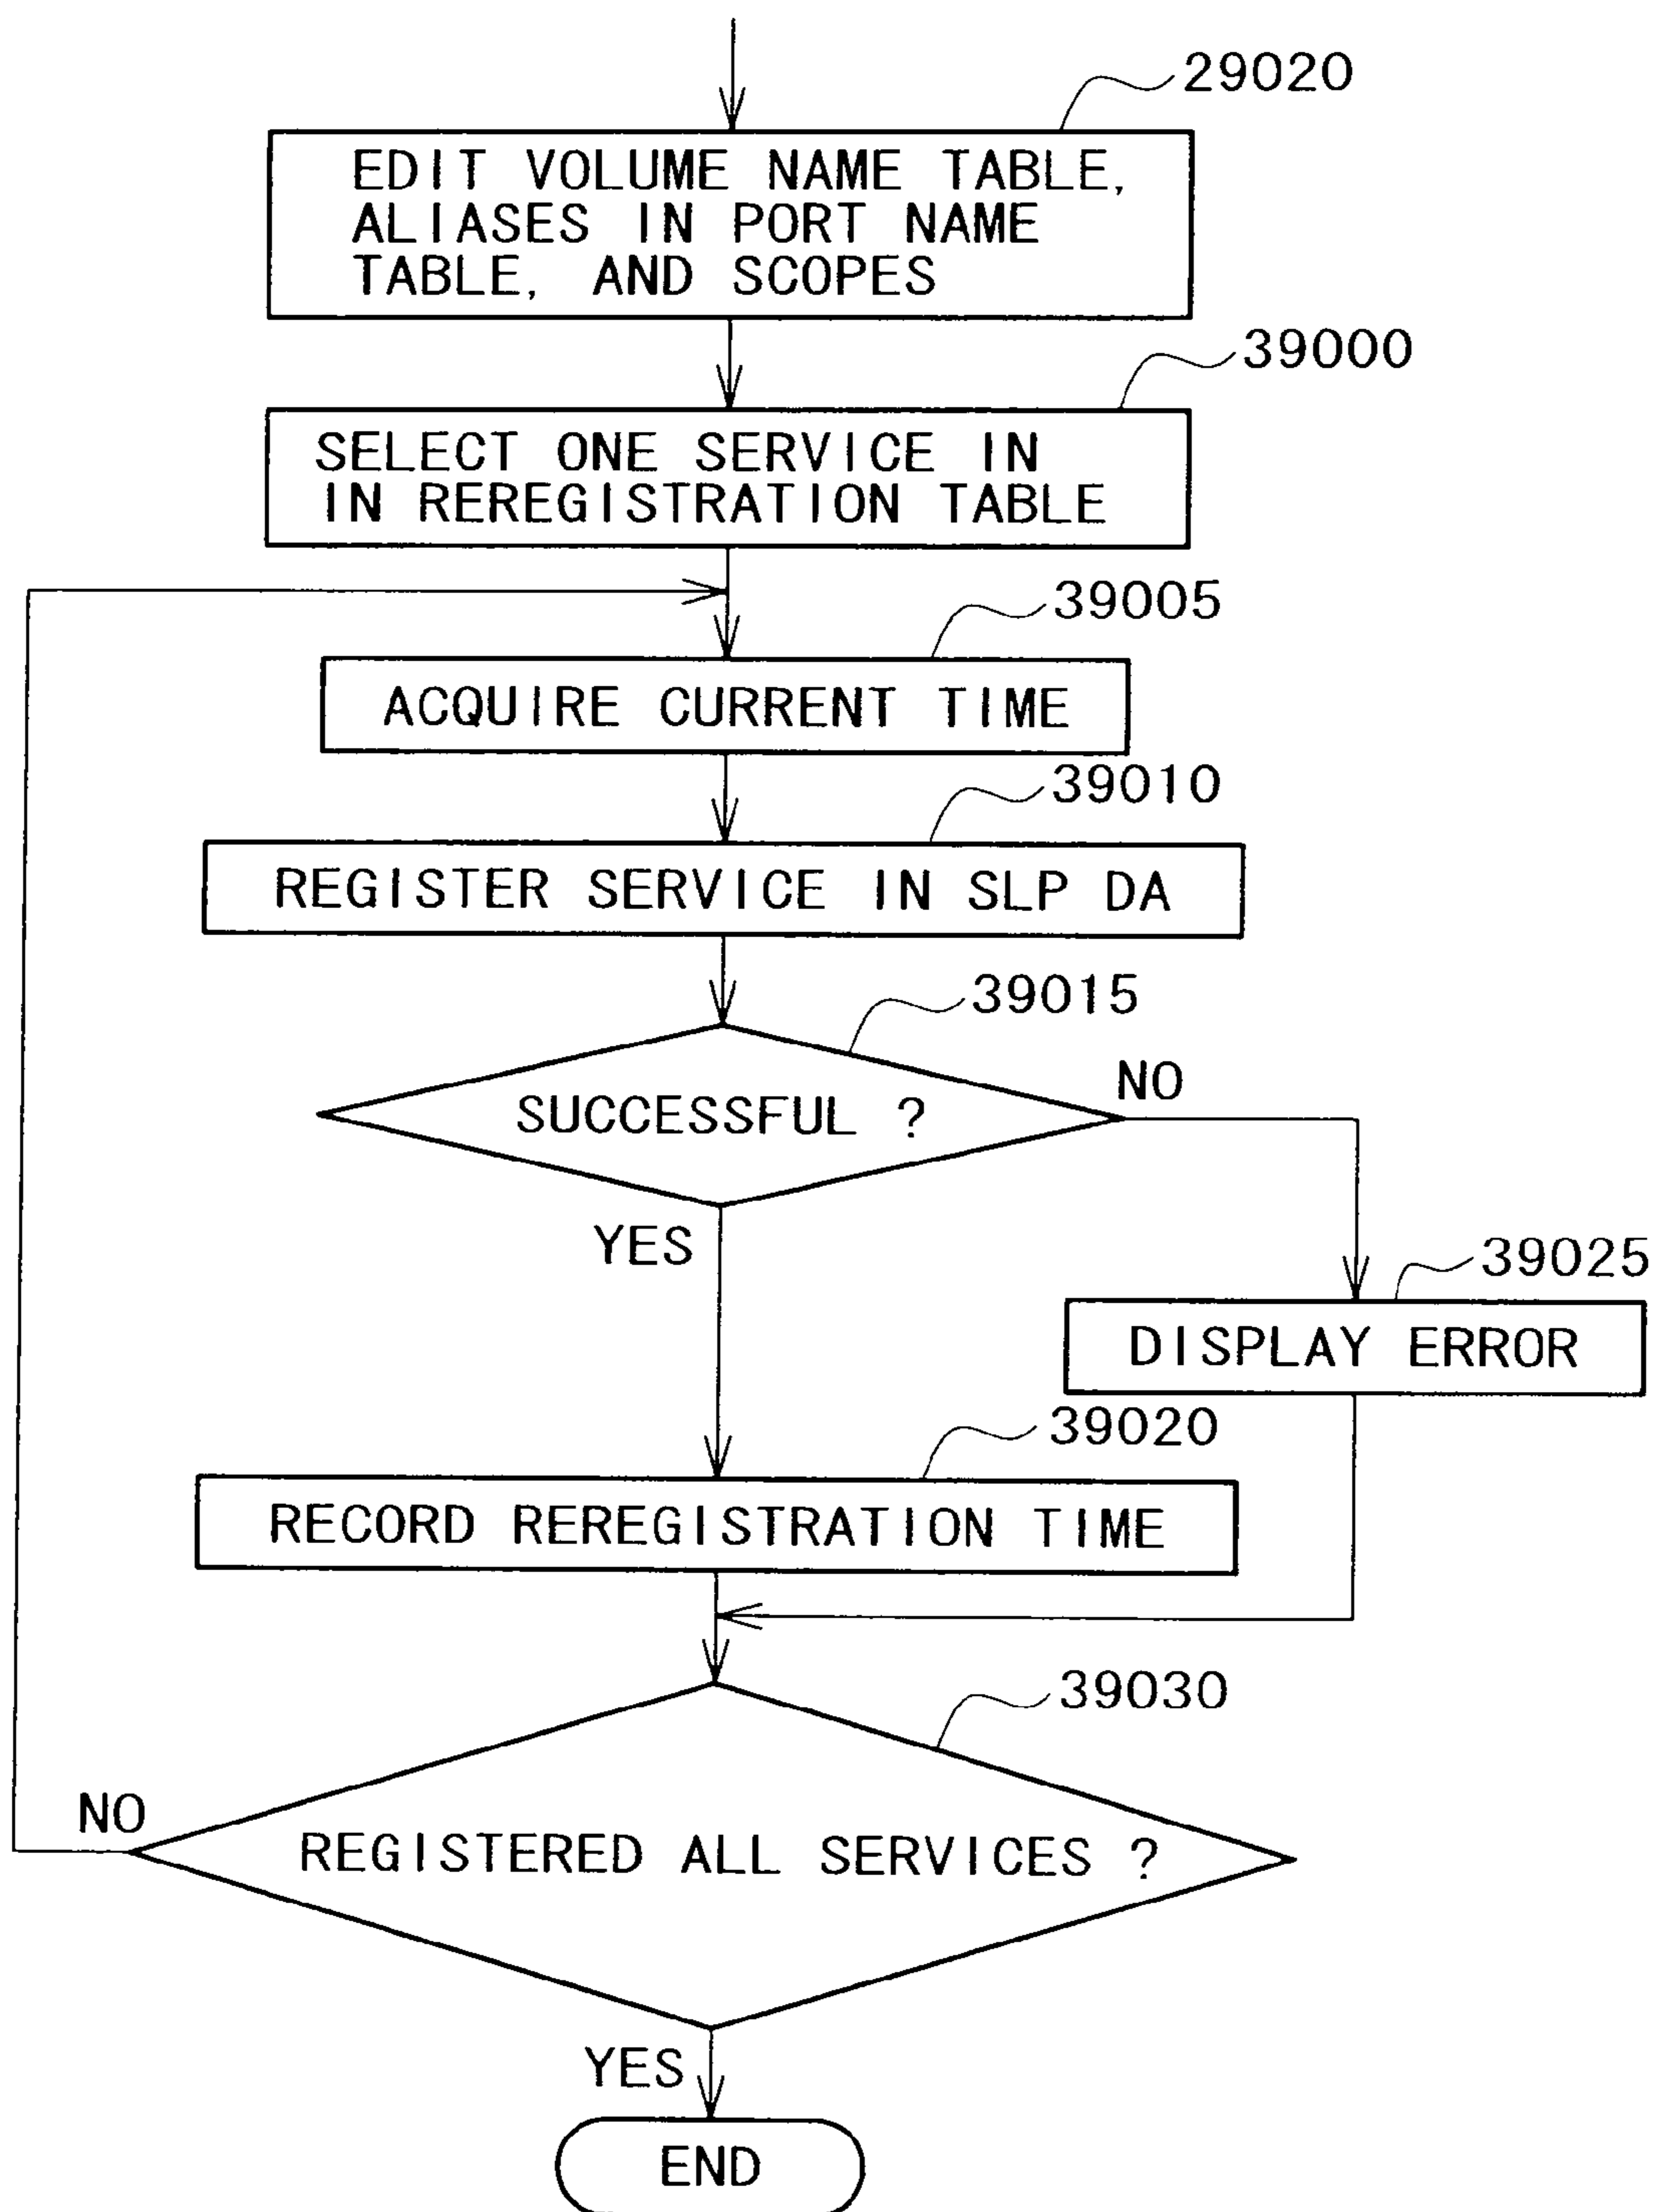 29020
EDIT VOLUME NAME TABLE,
ALIASES IN PORT NAME
TABLE, AND SCOPES
39000
SELECT ONE SERVICE IN
IN REREGISTRATION TABLE
39005
ACQUIRE CURRENT TIME
39010
REGISTER SERVICE IN SLP DA
39015
SUCCESSFUL ?
NO
YES
39025
DISPLAY ERROR
39020
RECORD REREGISTRATION TIME
39030
NO
REGISTERED ALL SERVICES ?
YES
END